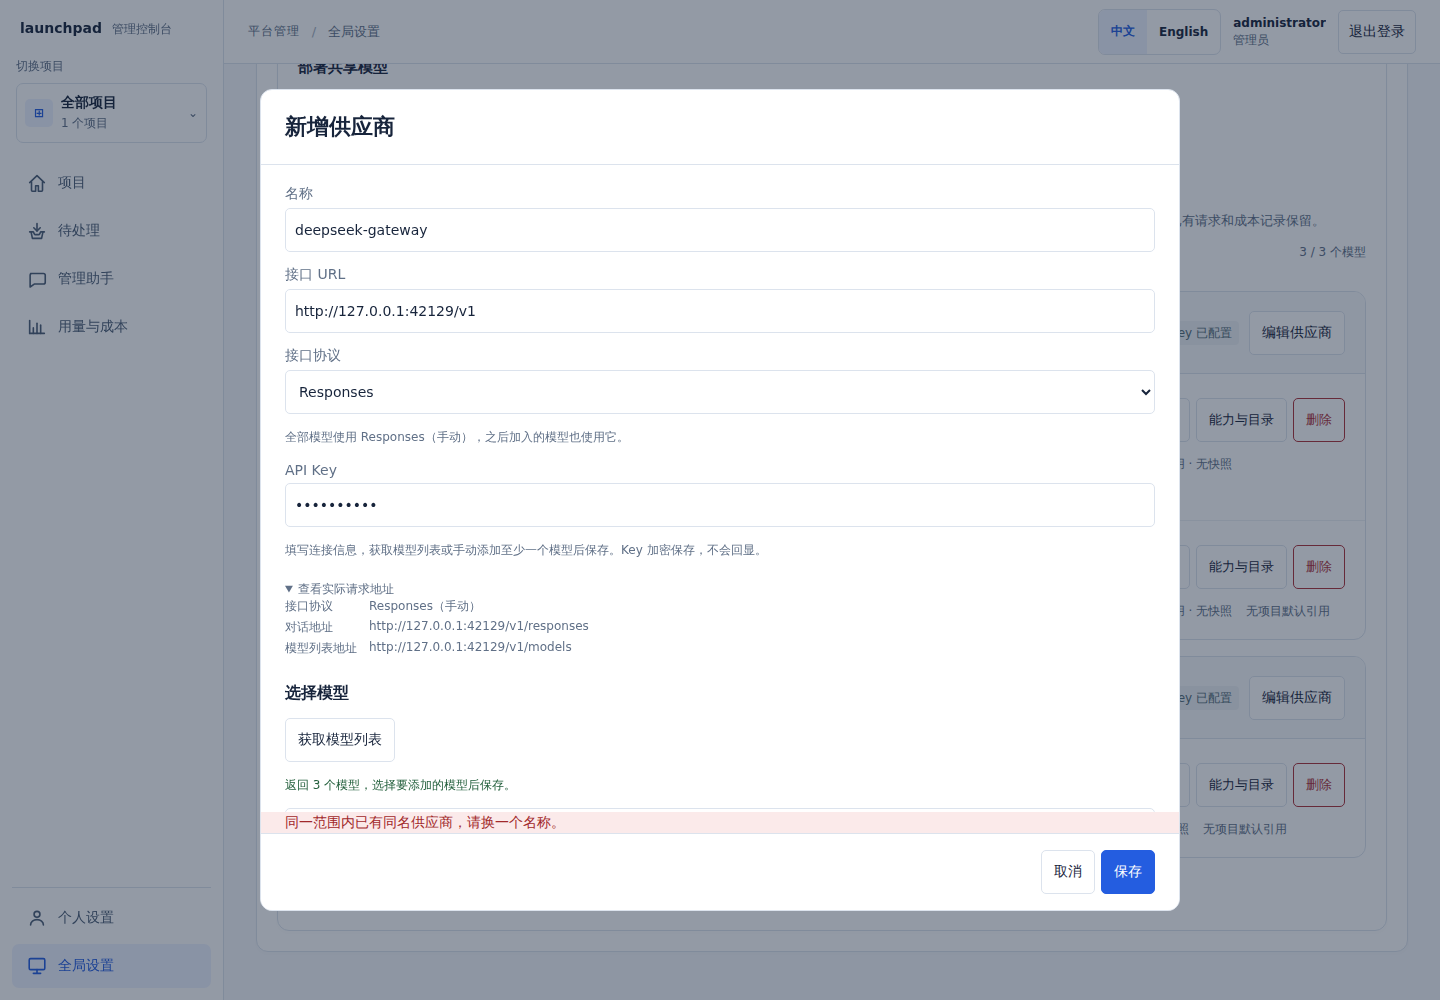 launchpad 管理控制台
切换项目
全部项目
1 个项目
项目
待处理
管理助手
用量与成本
个人设置
全局设置
平台管理 / 全局设置
中文 English
administrator
管理员
退出登录
部署共享模型
新增供应商
名称
deepseek-gateway
接口 URL
http://127.0.0.1:42129/v1
接口协议
Responses
全部模型使用 Responses（手动），之后加入的模型也使用它。
API Key
••••••••••
填写连接信息，获取模型列表或手动添加至少一个模型后保存。Key 加密保存，不会回显。
查看实际请求地址
接口协议 Responses（手动）
对话地址 http://127.0.0.1:42129/v1/responses
模型列表地址 http://127.0.0.1:42129/v1/models
选择模型
获取模型列表
返回 3 个模型，选择要添加的模型后保存。
同一范围内已有同名供应商，请换一个名称。
取消 保存
有请求和成本记录保留。
3 / 3 个模型
ey 已配置 编辑供应商
能力与目录 删除
· 无快照
能力与目录 删除
· 无快照 无项目默认引用
ey 已配置 编辑供应商
能力与目录 删除
照 无项目默认引用